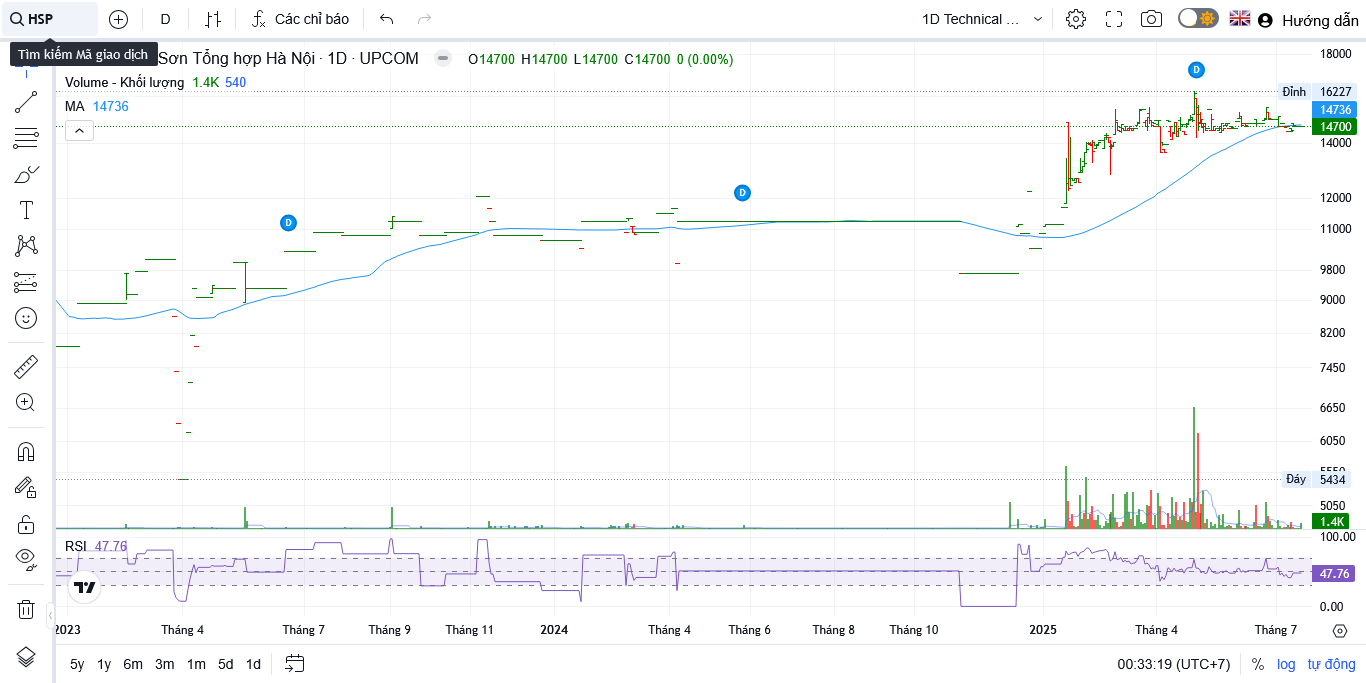 HSP
D
Các chỉ báo
1D Technical ...
Hướng dẫn
Tìm kiếm Mã giao dịch
Sơn Tổng hợp Hà Nội · 1D · UPCOM
O14700 H14700 L14700 C14700 0 (0.00%)
Volume - Khối lượng 1.4K 540
MA 14736
D
D
D
18000
Đỉnh 16227
14736
14700
14000
12000
11000
9800
9000
8200
7450
6650
6050
5550
Đáy 5434
5050
1.4K
RSI 47.76
100.00
47.76
0.00
2023 Tháng 4 Tháng 7 Tháng 9 Tháng 11 2024 Tháng 4 Tháng 6 Tháng 8 Tháng 10 2025 Tháng 4 Tháng 7
5y 1y 6m 3m 1m 5d 1d
00:33:19 (UTC+7) % log tự động